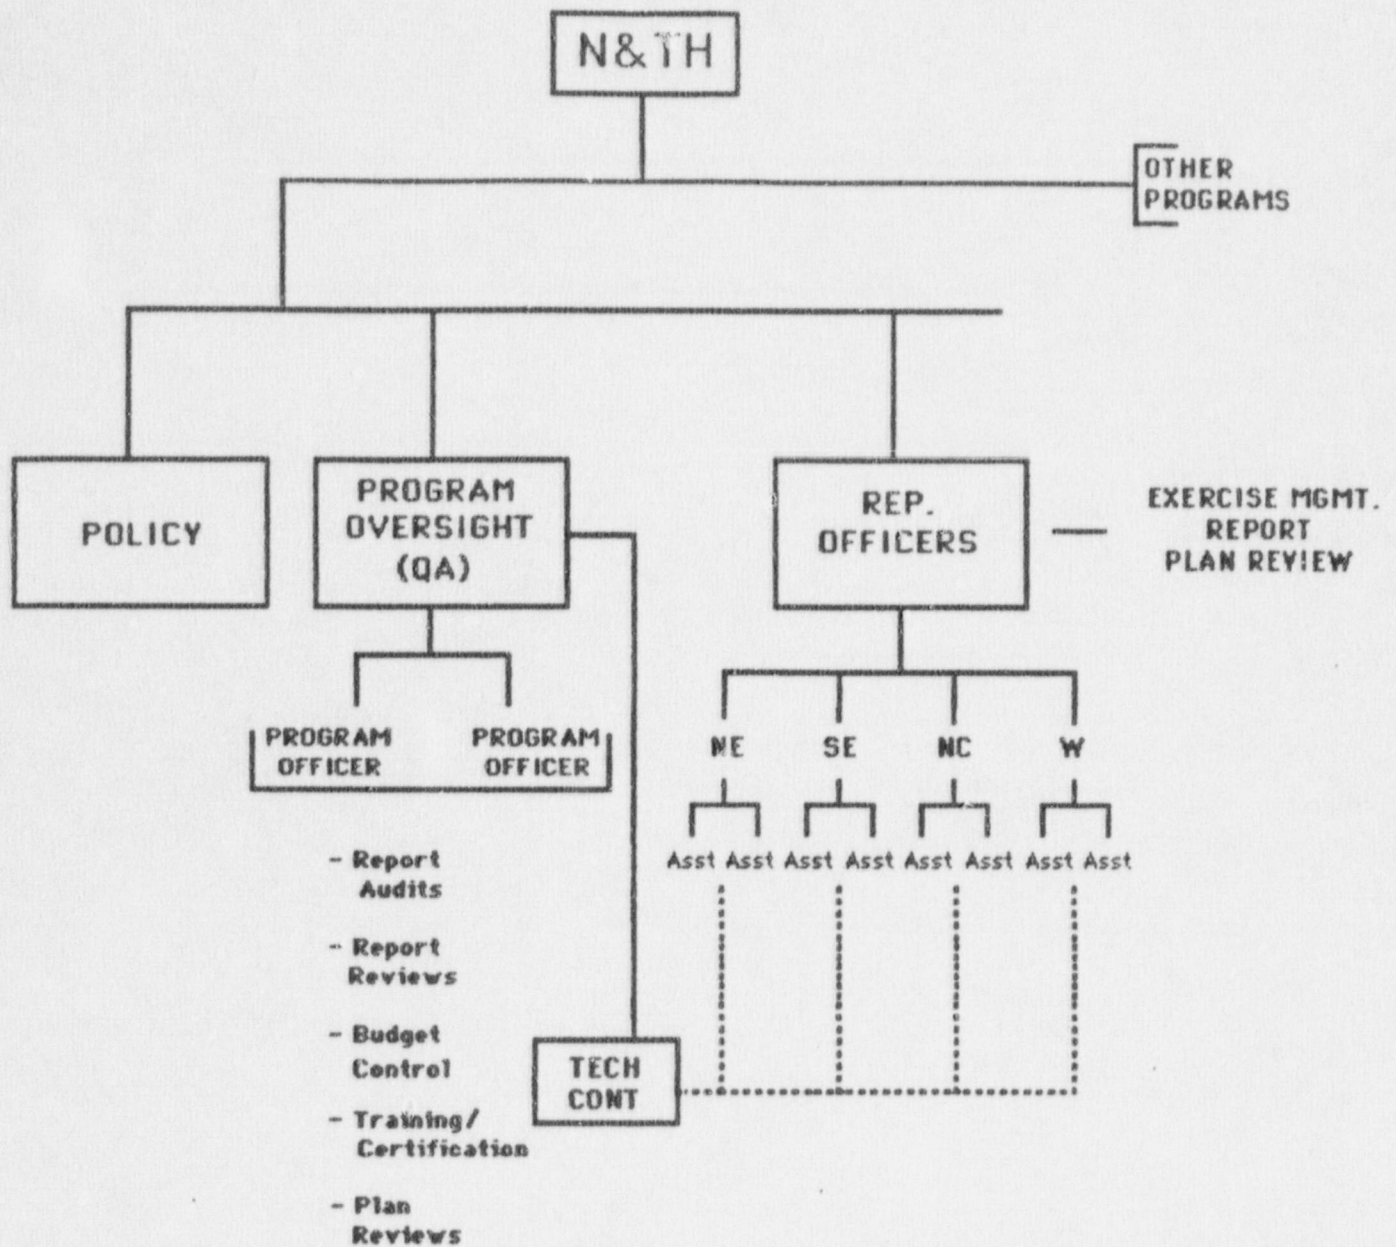 N&TH
OTHER
PROGRAMS
POLICY
PROGRAM
OVERSIGHT
(QA)
REP.
OFFICERS
EXERCISE MGMT.
REPORT
PLAN REVIEW
PROGRAM
OFFICER
PROGRAM
OFFICER
NE
SE
NC
W
Asst Asst
Asst Asst
Asst Asst
Asst Asst
- Report
Audits
- Report
Reviews
- Budget
Control
- Training/
Certification
- Plan
Reviews
TECH
CONT